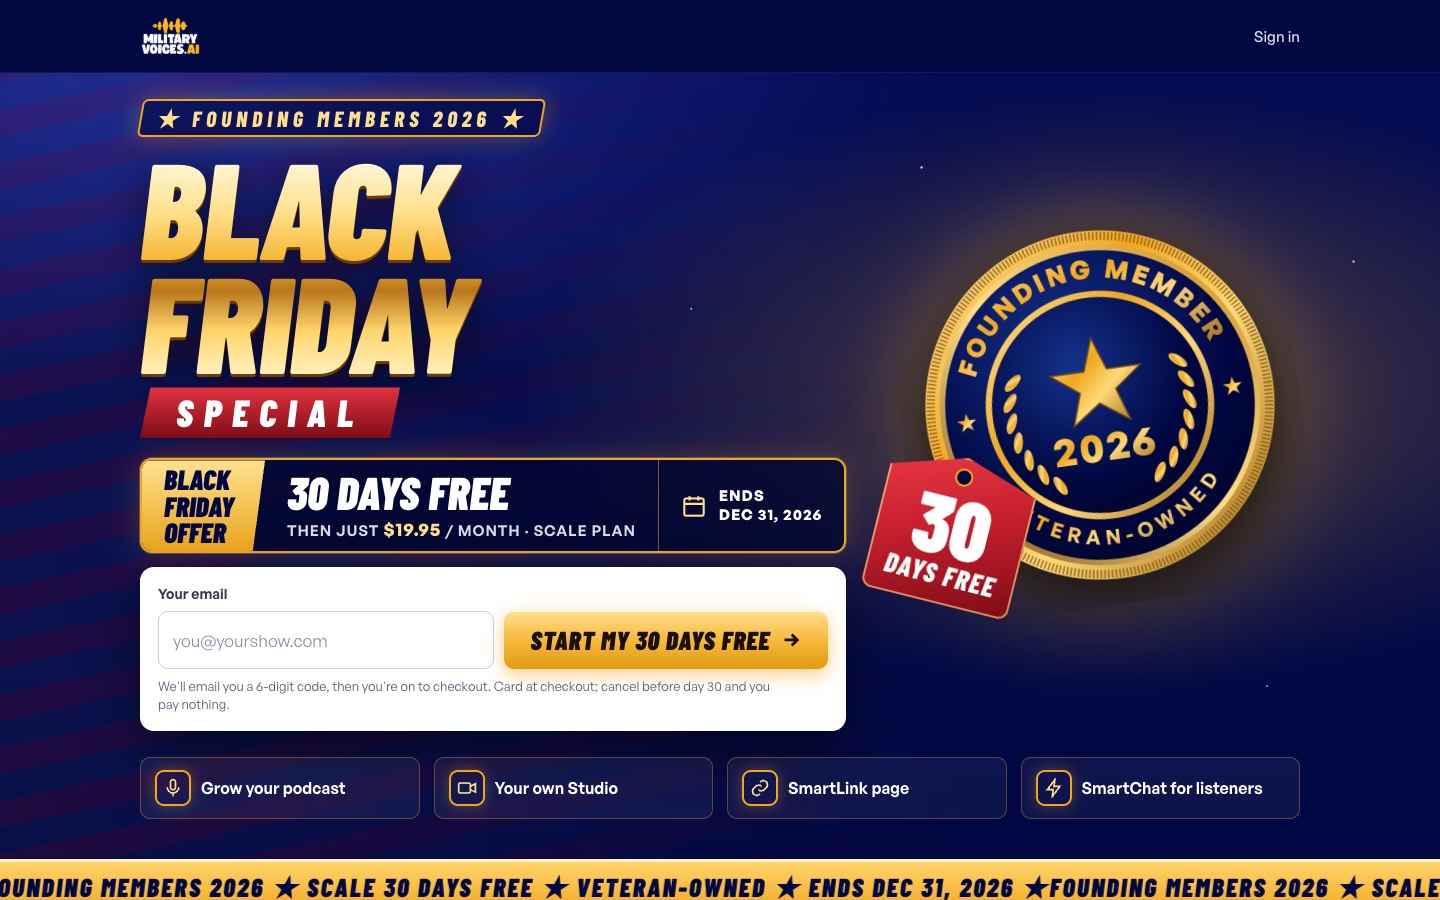 MILITARY
VOICES.AI
Sign in
★ FOUNDING MEMBERS 2026 ★
BLACK
FRIDAY
SPECIAL
BLACK
FRIDAY
OFFER
30 DAYS FREE
THEN JUST $19.95 / MONTH · SCALE PLAN
ENDS
DEC 31, 2026
FOUNDING MEMBER
2026
TERAN-OWNED
30
DAYS FREE
Your email
you@yourshow.com
START MY 30 DAYS FREE →
We'll email you a 6-digit code, then you're on to checkout. Card at checkout; cancel before day 30 and you
pay nothing.
Grow your podcast
Your own Studio
SmartLink page
SmartChat for listeners
OUNDING MEMBERS 2026 ★ SCALE 30 DAYS FREE ★ VETERAN-OWNED ★ ENDS DEC 31, 2026 ★FOUNDING MEMBERS 2026 ★ SCALE